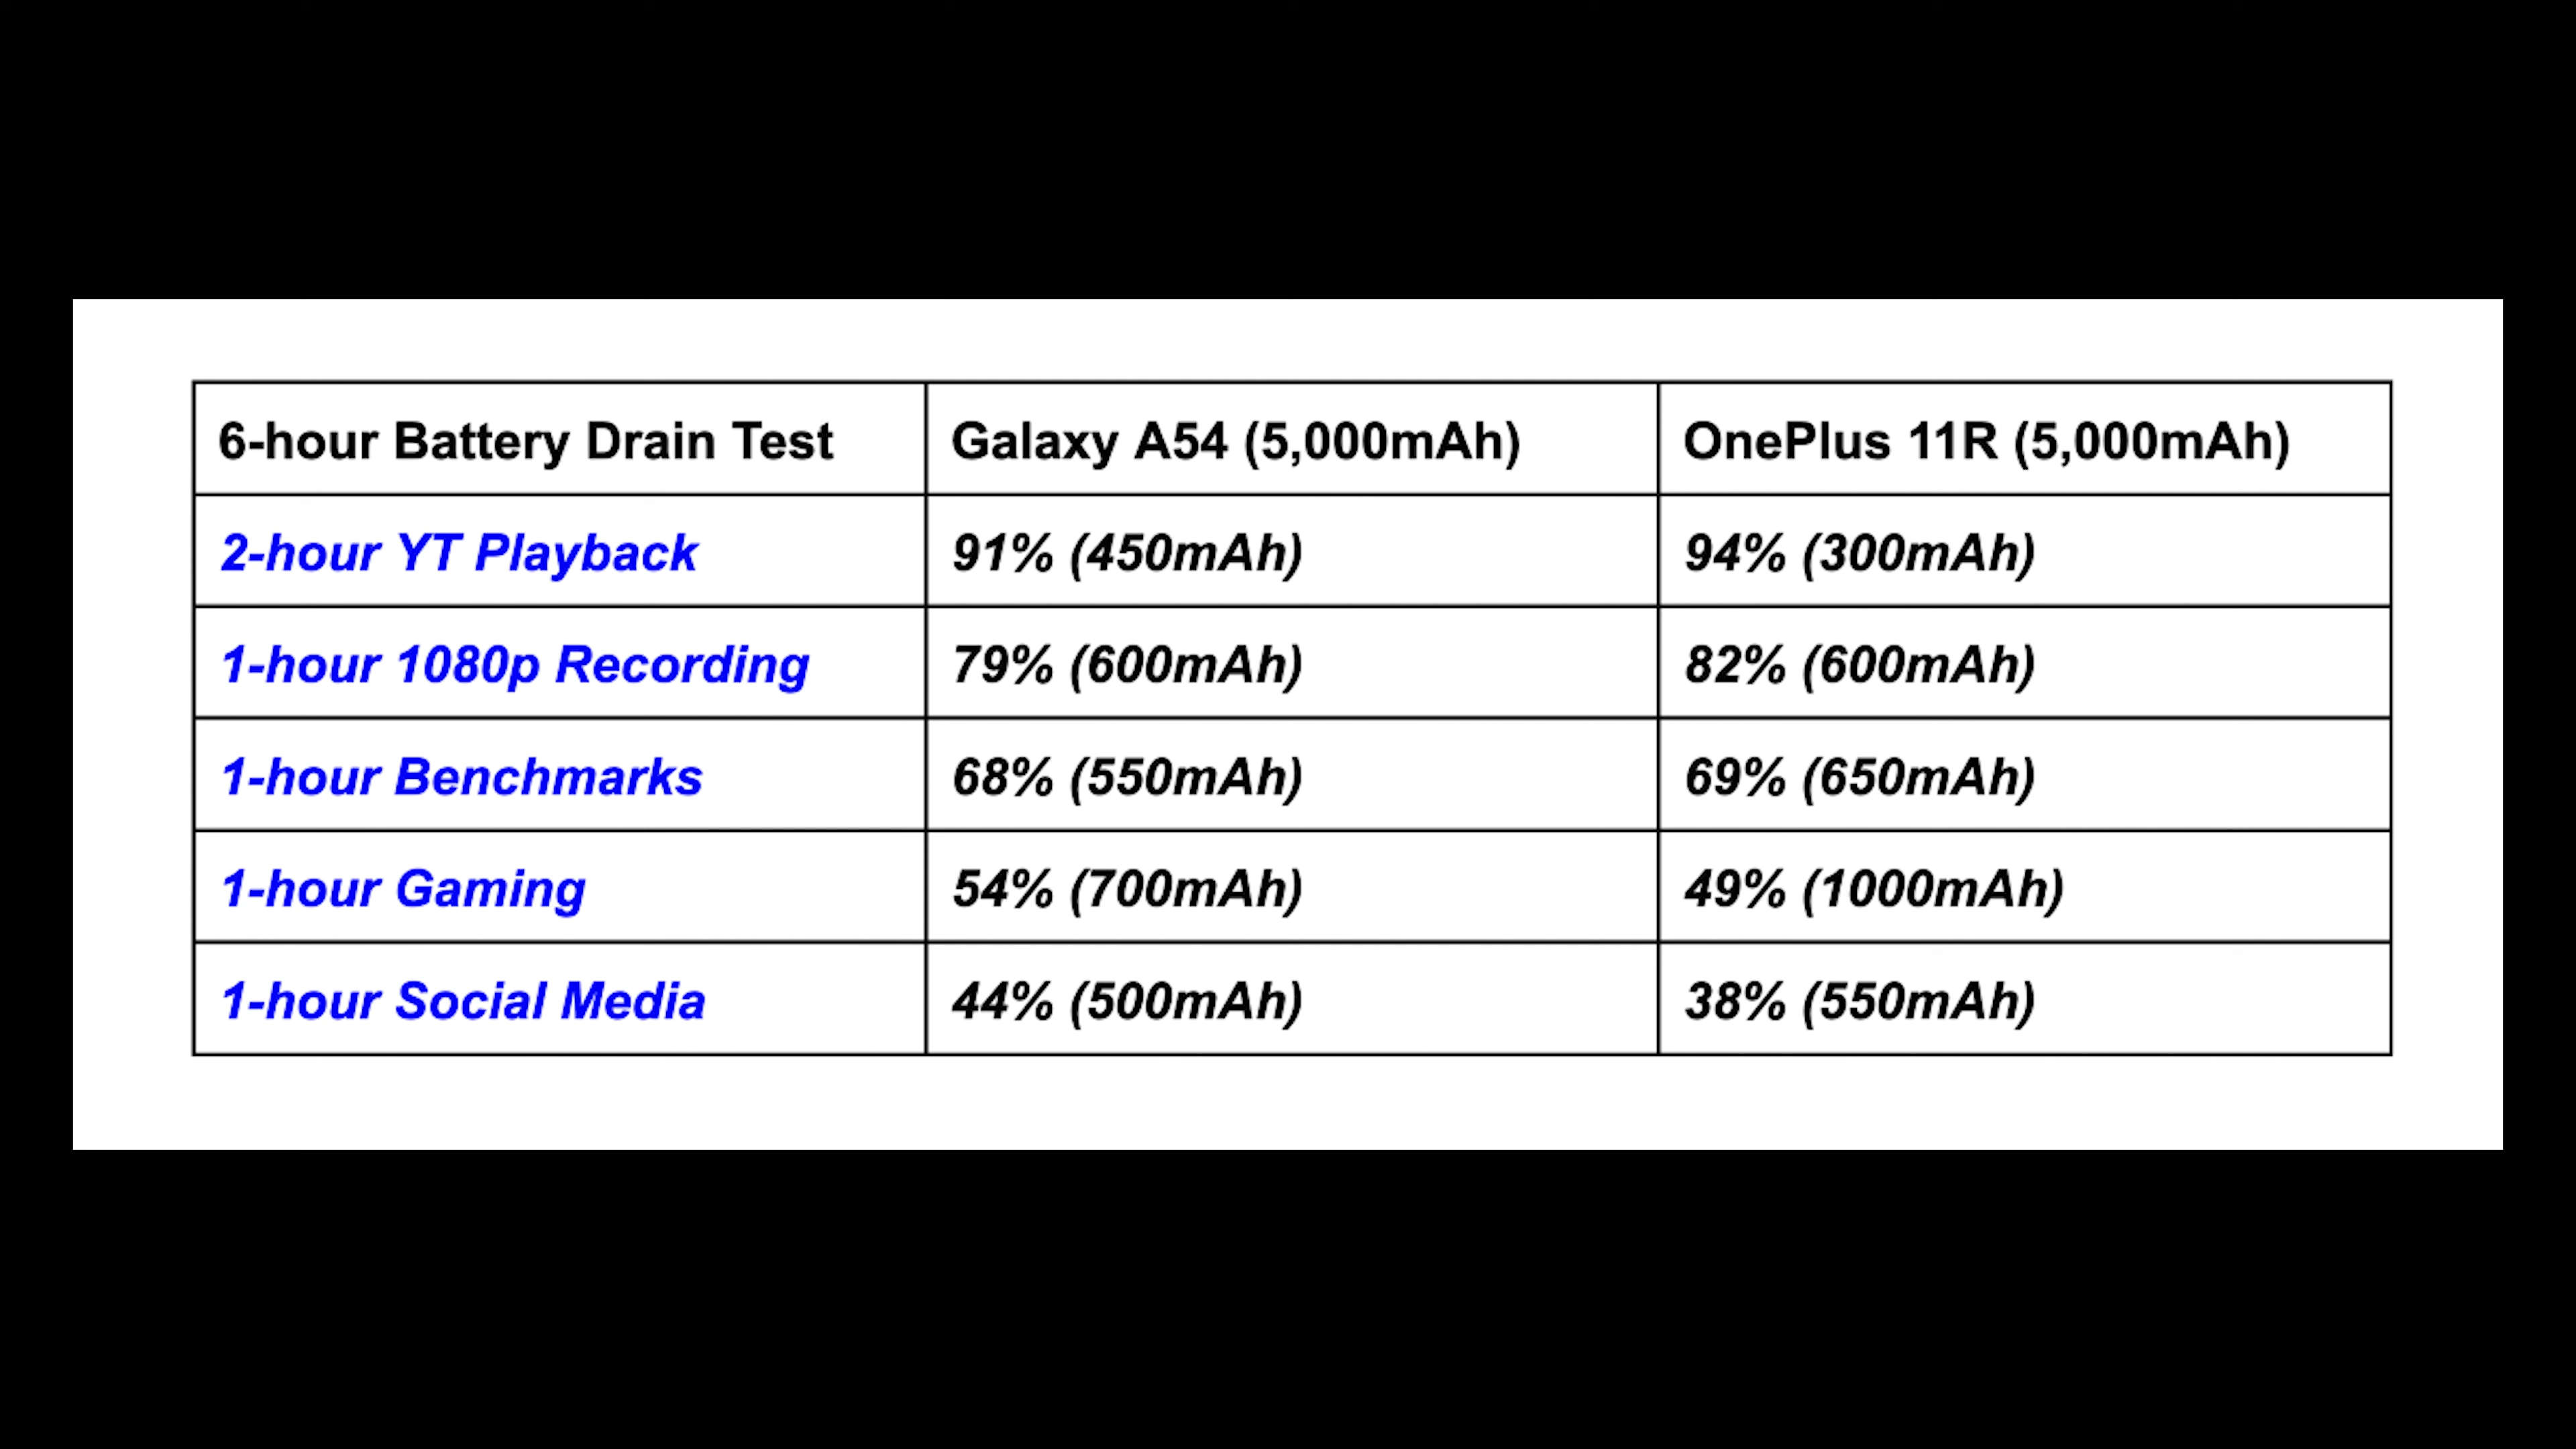 6-hour Battery Drain Test Galaxy A54 (5,000mAh) OnePlus 11R (5,000mAh)
2-hour YT Playback 91% (450mAh) 94% (300mAh)
1-hour 1080p Recording 79% (600mAh) 82% (600mAh)
1-hour Benchmarks 68% (550mAh) 69% (650mAh)
1-hour Gaming 54% (700mAh) 49% (1000mAh)
1-hour Social Media 44% (500mAh) 38% (550mAh)